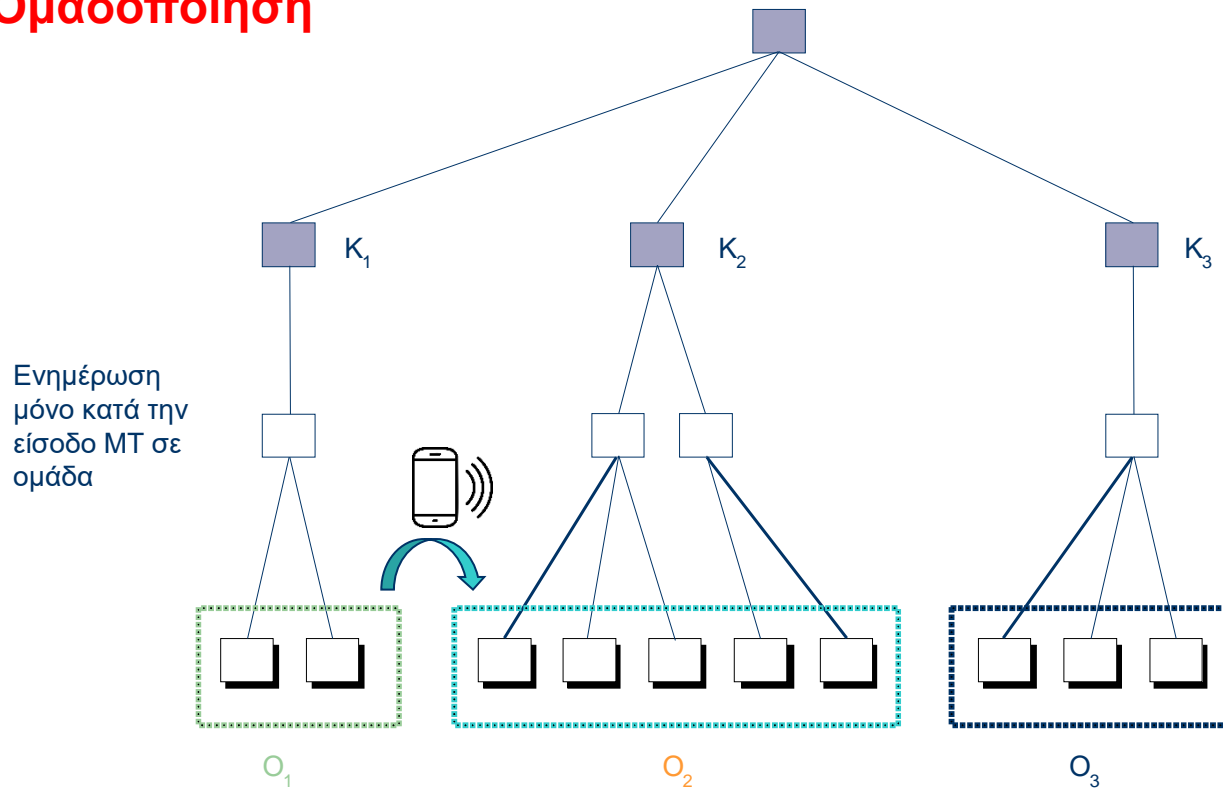 Ομαδοποίηση
K1
K2
K3
Ενημέρωση
μόνο κατά την
είσοδο ΜΤ σε
ομάδα
O1
O2
O3